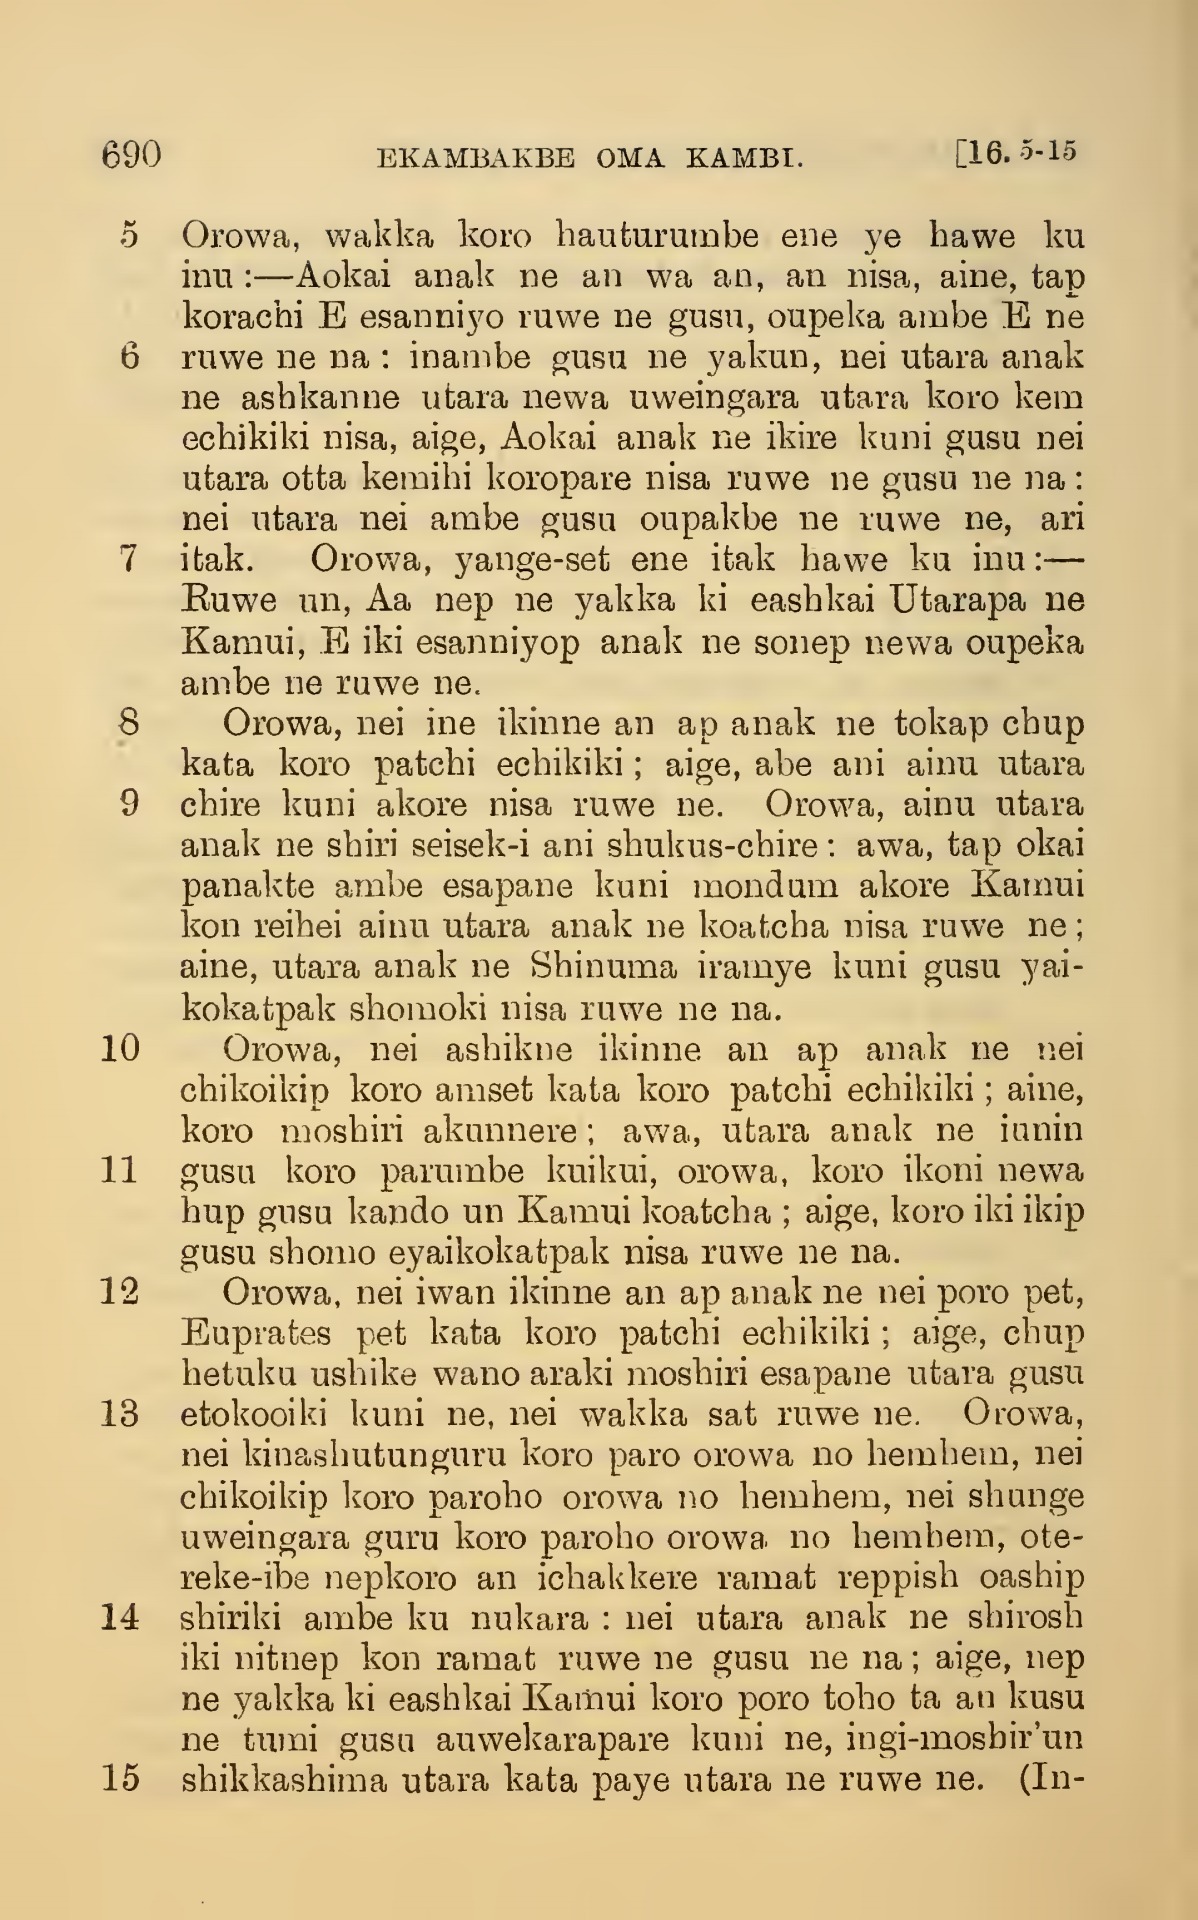 690 EKAMBAKBE OMA KAMBI. [16. 5-15
5 Orowa, wakka koro hauturumbe ene ye hawe ku
inu :—Aokai anak ne an wa an, an nisa, aine, tap
korachi E esanniyo ruwe ne gusu, oupeka ambe E ne
6 ruwe ne na : inambe gusu ne yakun, nei utara anak
ne ashkanne utara newa uweingara utara koro kem
echikiki nisa, aige, Aokai anak ne ikire kuni gusu nei
utara otta kemihi koropare nisa ruwe ne gusu ne na :
nei utara nei ambe gusu oupakbe ne ruwe ne, ari
7 itak. Orowa, yange-set ene itak hawe ku inu :—
Ruwe un, Aa nep ne yakka ki eashkai Utarapa ne
Kamui, E iki esanniyop anak ne sonep newa oupeka
ambe ne ruwe ne.
8 Orowa, nei ine ikinne an ap anak ne tokap chup
kata koro patchi echikiki ; aige, abe ani ainu utara
9 chire kuni akore nisa ruwe ne. Orowa, ainu utara
anak ne shiri seisek-i ani shukus-chire : awa, tap okai
panakte ambe esapane kuni mondum akore Kamui
kon reihei ainu utara anak ne koatcha nisa ruwe ne ;
aine, utara anak ne Shinuma iramye kuni gusu yai-
kokatpak shomoki nisa ruwe ne na.
10 Orowa, nei ashikne ikinne an ap anak ne nei
chikoikip koro amset kata koro patchi echikiki ; aine,
koro moshiri akunnere ; awa, utara anak ne iunin
11 gusu koro parumbe kuikui, orowa, koro ikoni newa
hup gusu kando un Kamui koatcha ; aige, koro iki ikip
gusu shomo eyaikokatpak nisa ruwe ne na.
12 Orowa, nei iwan ikinne an ap anak ne nei poro pet,
Euprates pet kata koro patchi echikiki ; aige, chup
hetuku ushike wano araki moshiri esapane utara gusu
13 etokooiki kuni ne, nei wakka sat ruwe ne. Orowa,
nei kinashutunguru koro paro orowa no hemhem, nei
chikoikip koro paroho orowa no hemhem, nei shunge
uweingara guru koro paroho orowa no hemhem, ote-
reke-ibe nepkoro an ichakkere ramat reppish oaship
14 shiriki ambe ku nukara : nei utara anak ne shirosh
iki nitnep kon ramat ruwe ne gusu ne na ; aige, nep
ne yakka ki eashkai Kamui koro poro toho ta an kusu
ne tumi gusu auwekarapare kuni ne, ingi-moshir'un
15 shikkashima utara kata paye utara ne ruwe ne. (In-